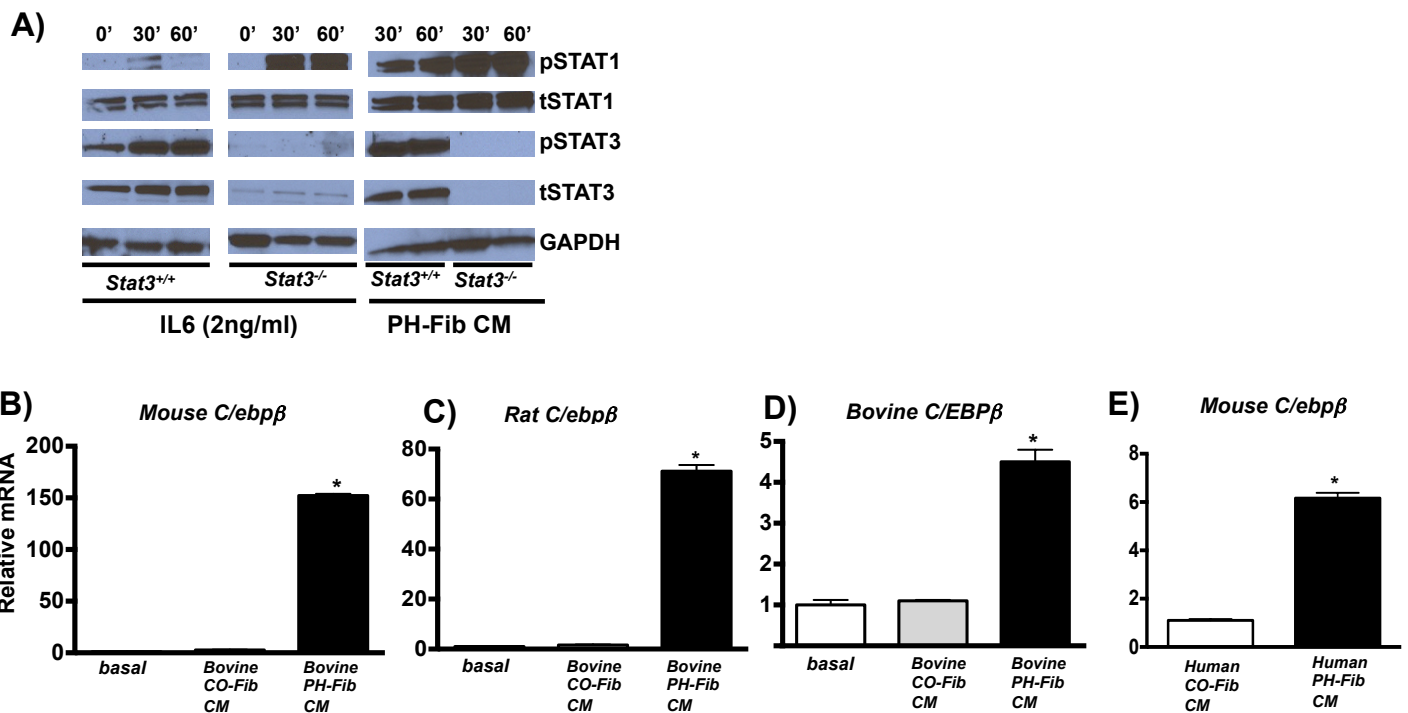 A)
0’ 30’ 60’ 0’ 30’ 60’ 30’ 60’ 30’ 60’
pSTAT1
tSTAT1
pSTAT3
tSTAT3
GAPDH
Stat3+/+ Stat3-/- Stat3+/+ Stat3-/-
IL6 (2ng/ml) PH-Fib CM
B)
Mouse C/ebpβ
Relative mRNA
200
150
100
50
0
basal
Bovine
CO-Fib
CM
Bovine
PH-Fib
CM
*
C)
Rat C/ebpβ
80
60
40
20
0
basal
Bovine
CO-Fib
CM
Bovine
PH-Fib
CM
*
D)
Bovine C/EBPβ
5
4
3
2
1
basal
Bovine
CO-Fib
CM
Bovine
PH-Fib
CM
*
E)
Mouse C/ebpβ
8
6
4
2
0
Human
CO-Fib
CM
Human
PH-Fib
CM
*